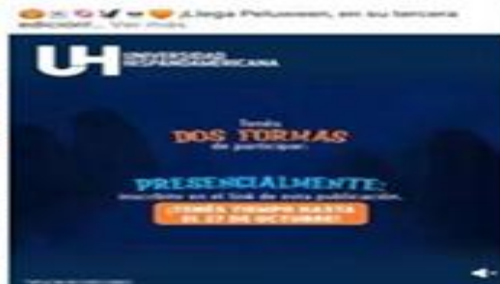 ¡Llega Peluween, en su tercera
edición!... Ver más
UH UNIVERSIDAD
HISPANOAMERICANA
Tenés
DOS FORMAS
de participar:
PRESENCIALMENTE:
inscribite en el link de esta publicación.
¡TENÉS TIEMPO HASTA
EL 27 DE OCTUBRE!